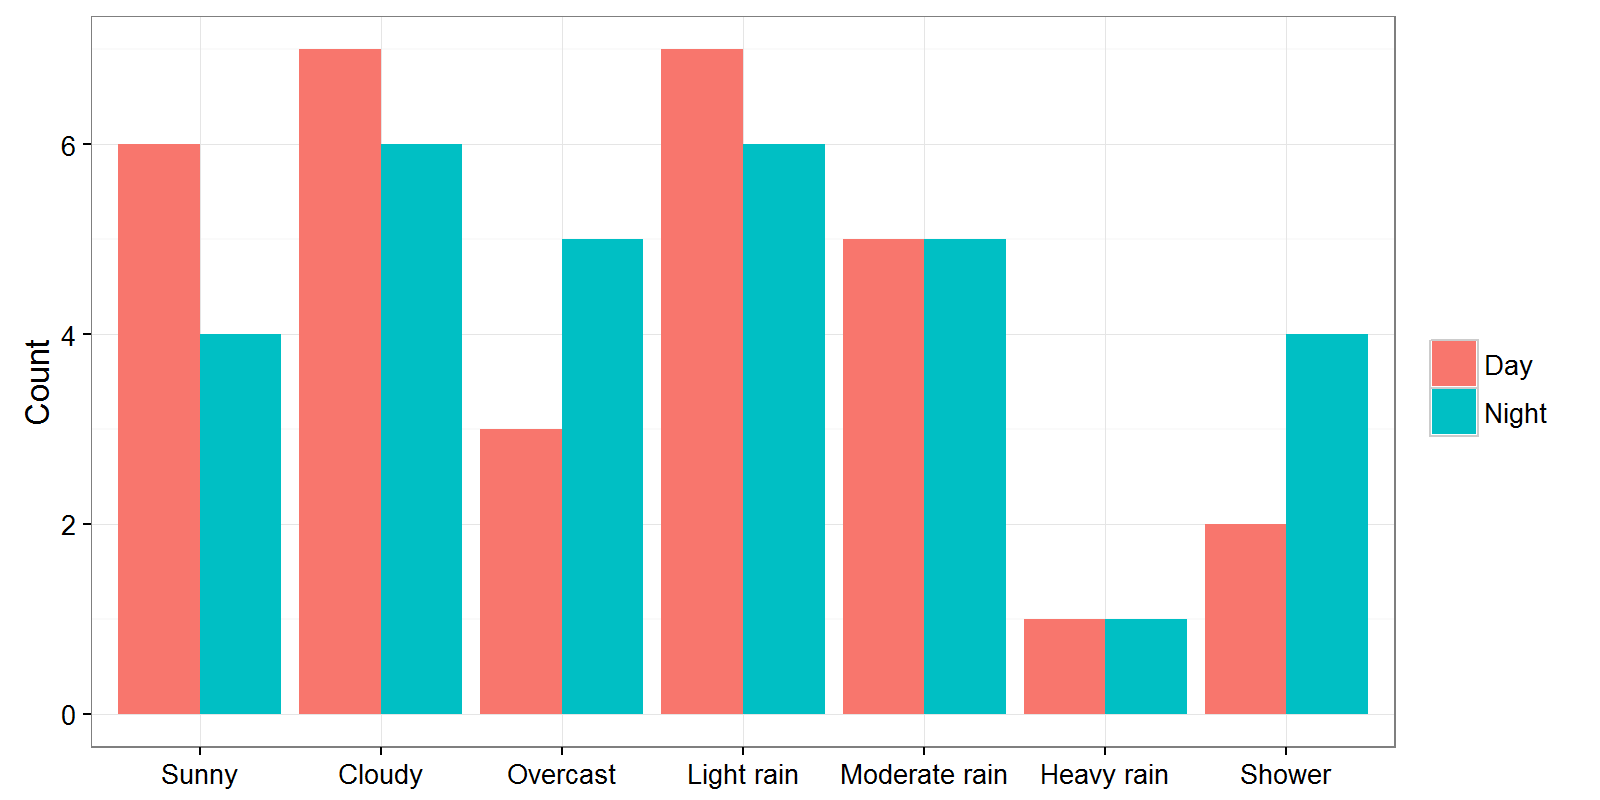 Count
6
4
2
0
Sunny Cloudy Overcast Light rain Moderate rain Heavy rain Shower
Day
Night